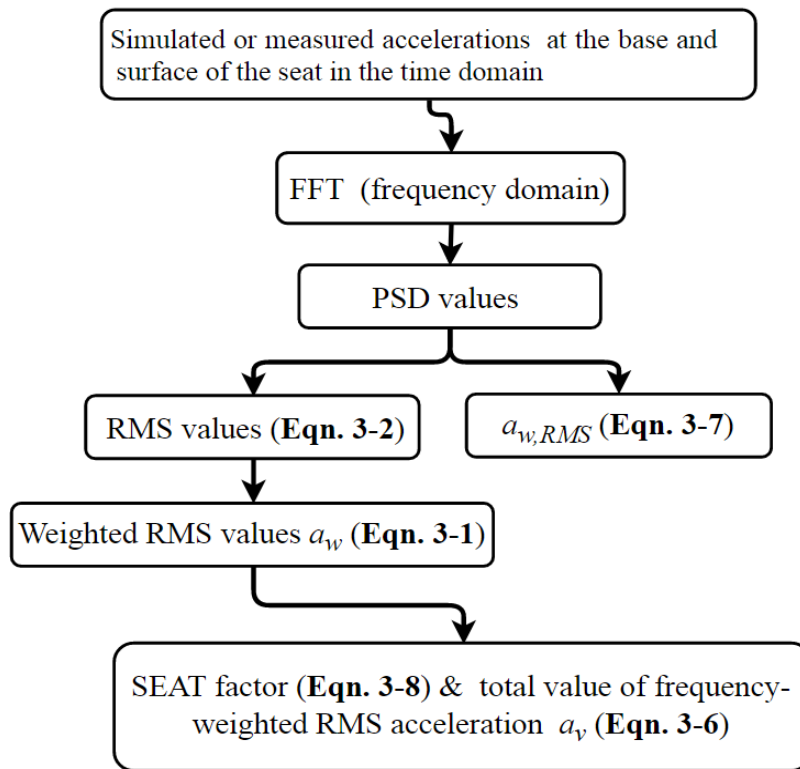 Simulated or measured accelerations at the base and
surface of the seat in the time domain
FFT (frequency domain)
PSD values
RMS values (Eqn. 3-2)
a_{w,RMS} (Eqn. 3-7)
Weighted RMS values a_w (Eqn. 3-1)
SEAT factor (Eqn. 3-8) & total value of frequency-
weighted RMS acceleration a_v (Eqn. 3-6)